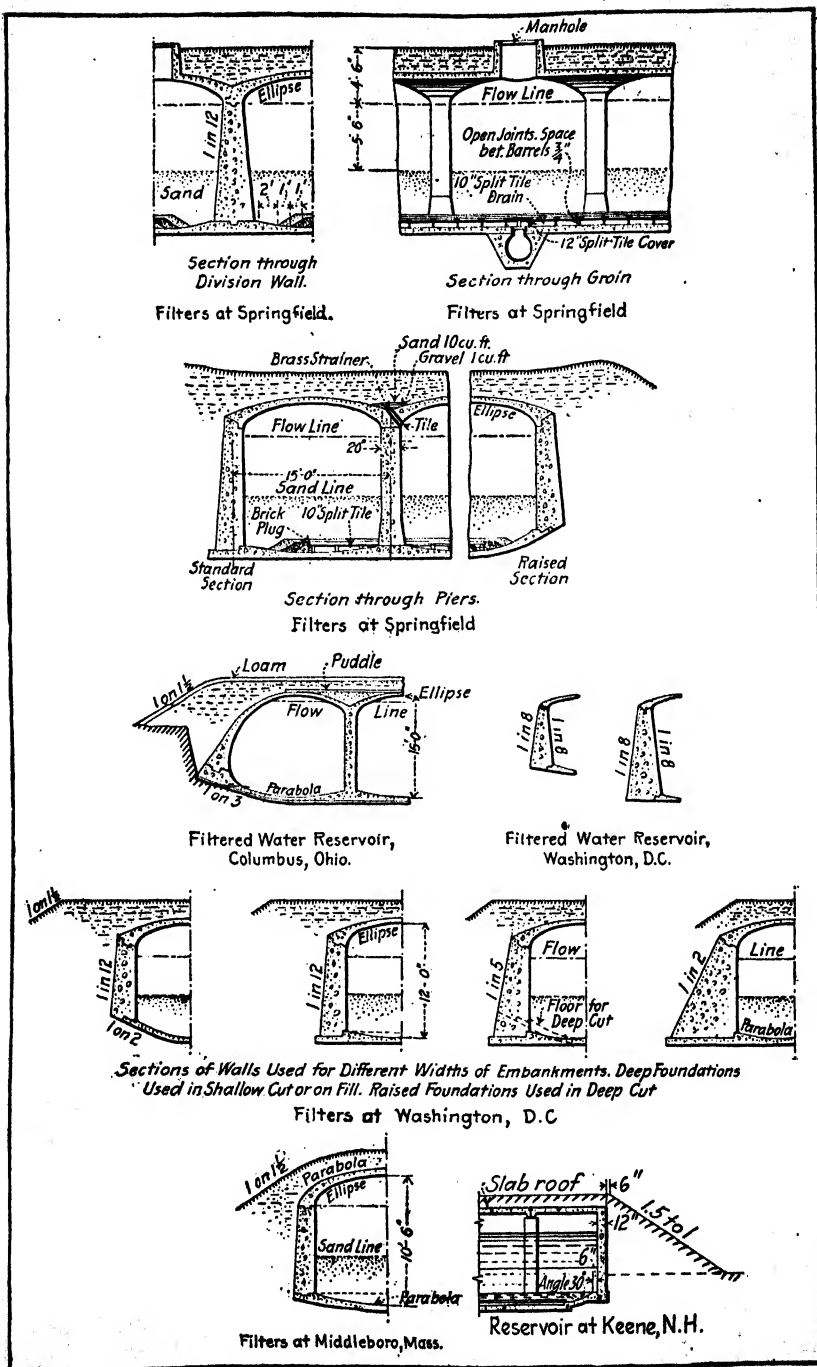 Manhole
Ellipse
1 in 12
Sand
2' 1' 1'
Section through
Division Wall.
Filters at Springfield.
4'-6"
5'-6"
Flow Line
Open Joints. Space
bet. Barrels 3/4"
10" Split Tile
Drain
12" Split Tile Cover
Section through Groin
Filters at Springfield
Sand 10 cu. ft.
Gravel 1 cu. ft
Brass Strainer
Flow Line
Tile
Ellipse
20"
15'-0"
Sand Line
Brick
Plug
10" Split Tile
Standard
Section
Raised
Section
Section through Piers.
Filters at Springfield
Loam
Puddle
1 on 1½
Ellipse
Flow Line
15'-0"
Parabola
1 on 3
Filtered Water Reservoir,
Columbus, Ohio.
1 in 8
1 in 8
1 in 8
1 in 8
Filtered Water Reservoir,
Washington, D.C.
1 on 1½
1 in 12
1 on 2
Ellipse
1 in 12
12'-0"
Flow
1 in 5
Floor for
Deep Cut
Line
1 in 2
Parabola
Sections of Walls Used for Different Widths of Embankments. Deep Foundations
Used in Shallow Cut or on Fill. Raised Foundations Used in Deep Cut
Filters at Washington, D.C
1 on 1½
Parabola
Ellipse
Sand Line
10'-6"
Parabola
Filters at Middleboro, Mass.
Slab roof
6"
12"
1.5 to 1
6"
Angle 30°
Reservoir at Keene, N.H.